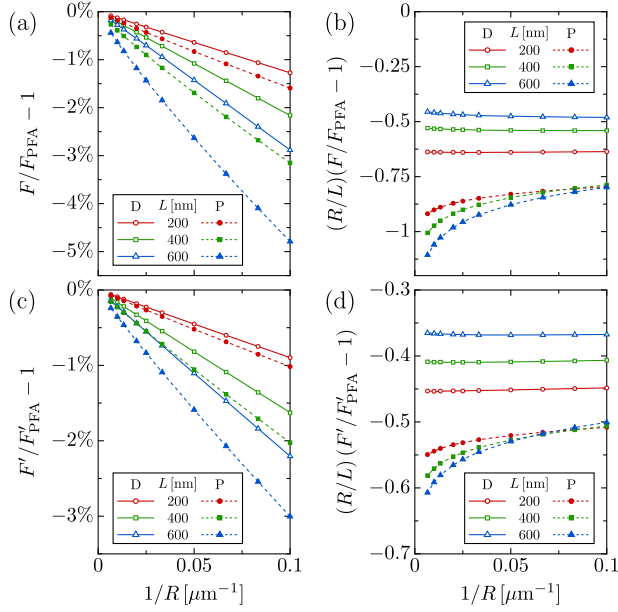 (a)
F/F_PFA − 1
0%
−1%
−2%
−3%
−4%
−5%
D L [nm] P
200
400
600
(b)
(R/L)(F/F_PFA − 1)
0
−0.25
−0.5
−0.75
−1
D L [nm] P
200
400
600
(c)
F′/F′_PFA − 1
0%
−1%
−2%
−3%
D L [nm] P
200
400
600
0 0.05 0.1
1/R [μm⁻¹]
(d)
(R/L) (F′/F′_PFA − 1)
−0.3
−0.4
−0.5
−0.6
−0.7
D L [nm] P
200
400
600
0 0.05 0.1
1/R [μm⁻¹]